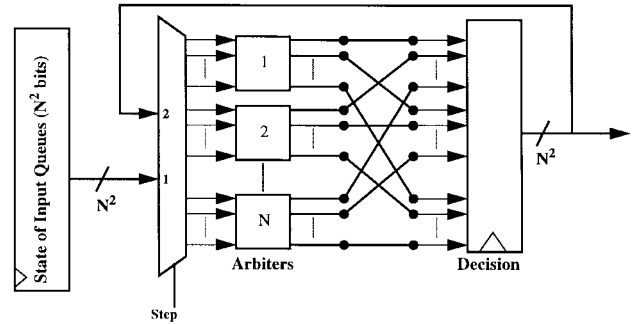 State of Input Queues (N² bits)
2
1
N²
Step
1
2
N
Arbiters
Decision
N²